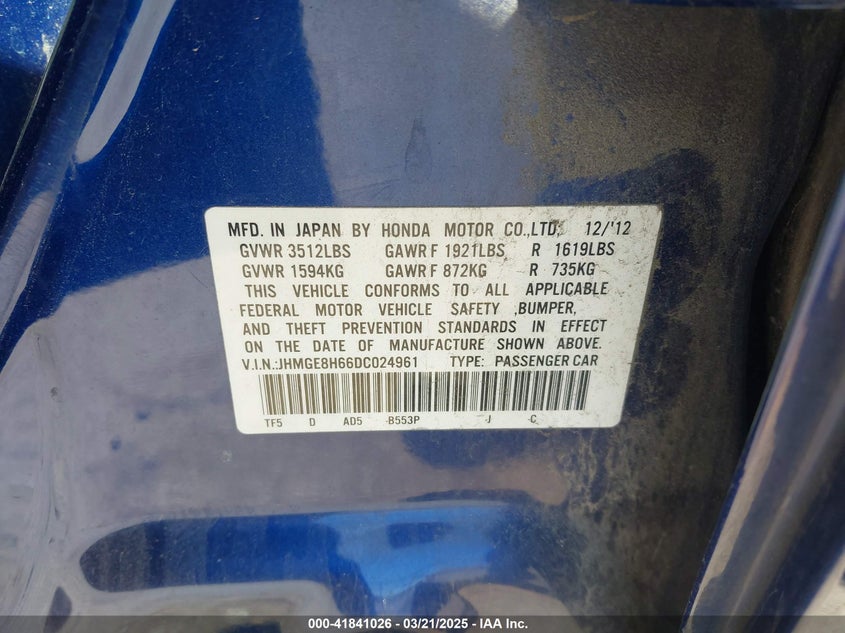 MFD. IN JAPAN BY HONDA MOTOR CO.,LTD. 12/'12
GVWR 3512LBS GAWR F 1921LBS R 1619LBS
GVWR 1594KG GAWR F 872KG R 735KG
THIS VEHICLE CONFORMS TO ALL APPLICABLE
FEDERAL MOTOR VEHICLE SAFETY ,BUMPER,
AND THEFT PREVENTION STANDARDS IN EFFECT
ON THE DATE OF MANUFACTURE SHOWN ABOVE.
V.I.N.:JHMGE8H66DC024961 TYPE: PASSENGER CAR
TF5 D AD5 -B553P -J -C
000-41841026 - 03/21/2025 - IAA Inc.